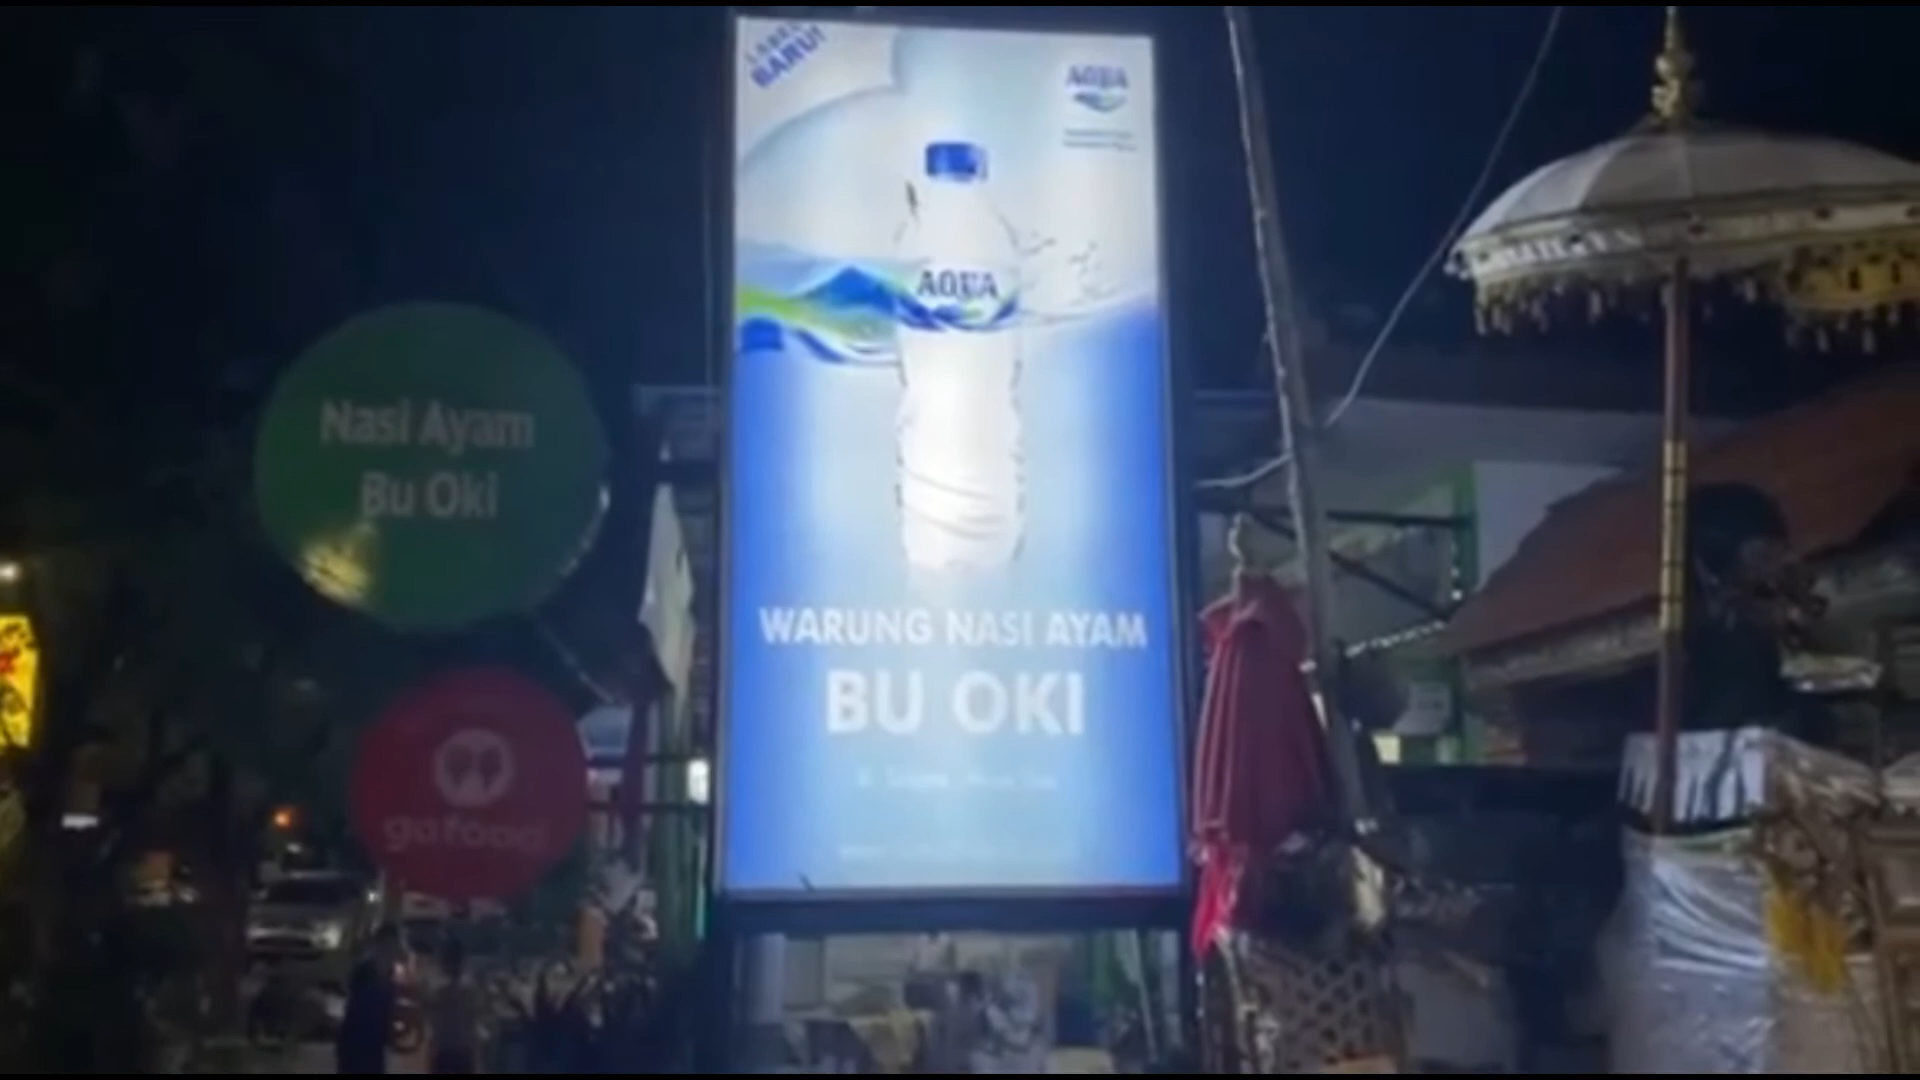 LABEL
BARU!
AQUA
AQUA
Nasi Ayam
Bu Oki
WARUNG NASI AYAM
BU OKI
gofood